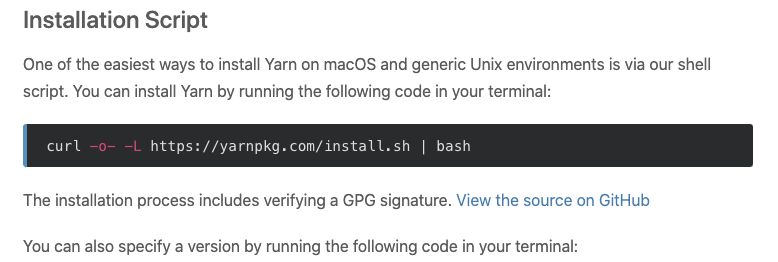 Installation Script
One of the easiest ways to install Yarn on macOS and generic Unix environments is via our shell
script. You can install Yarn by running the following code in your terminal:
curl -o- -L https://yarnpkg.com/install.sh | bash
The installation process includes verifying a GPG signature. View the source on GitHub
You can also specify a version by running the following code in your terminal: